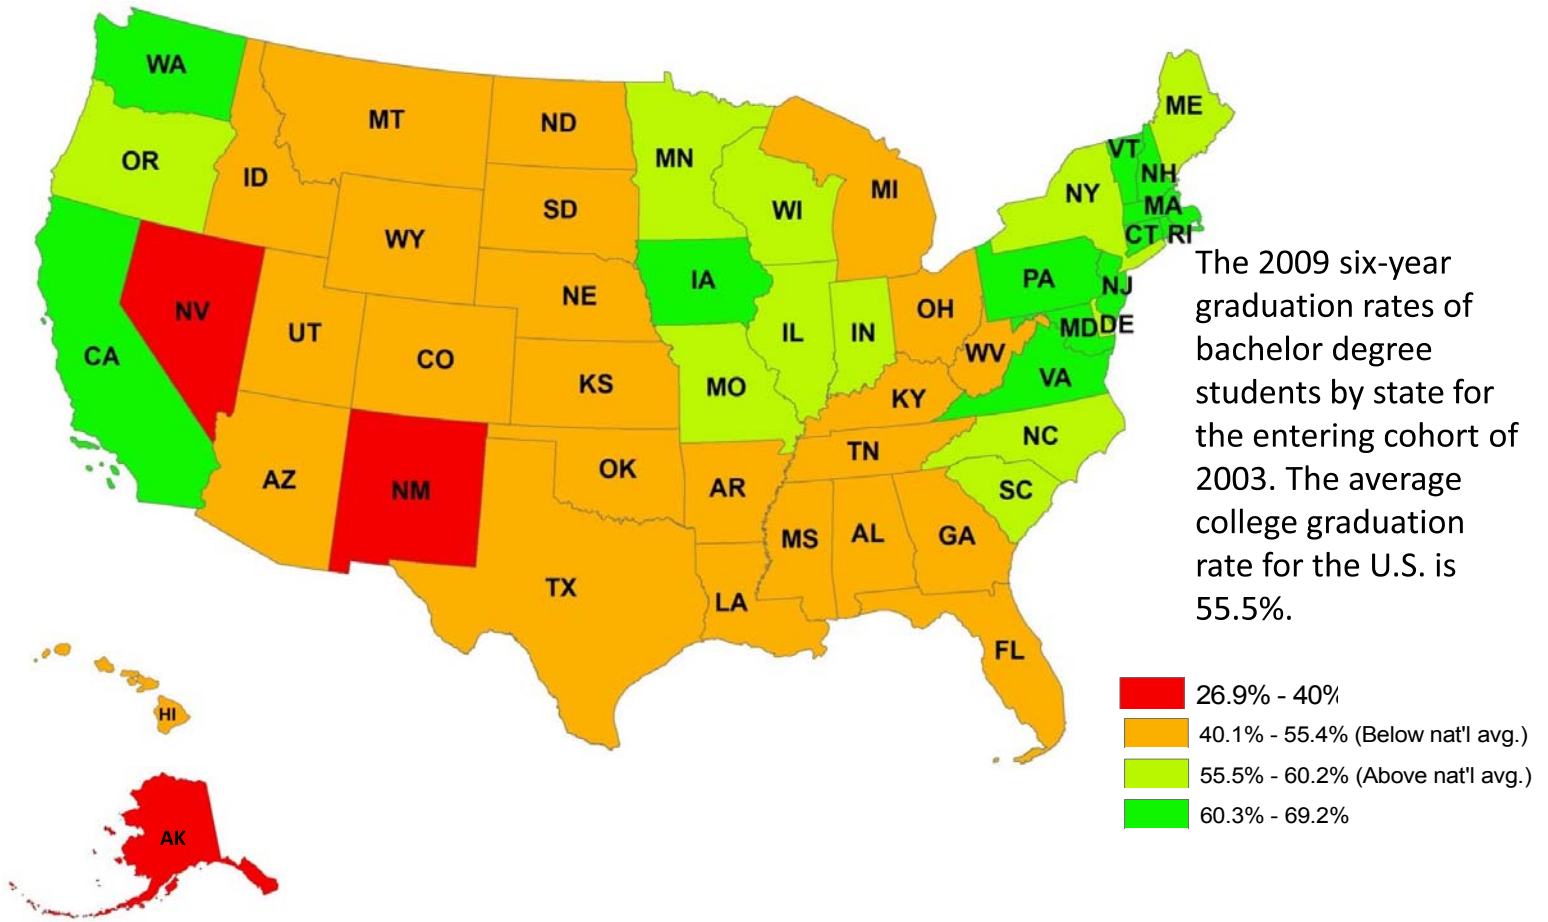 WA
MT
ND
MN
ME
VT
NH
OR
ID
SD
WI
MI
NY
MA
CT RI
WY
IA
PA
NJ
NE
NV
UT
CO
IL
IN
OH
MD DE
WV
VA
CA
KS
MO
KY
NC
TN
AZ
NM
OK
AR
SC
MS
AL
GA
TX
LA
FL
HI
AK
The 2009 six-year
graduation rates of
bachelor degree
students by state for
the entering cohort of
2003. The average
college graduation
rate for the U.S. is
55.5%.
26.9% - 40%
40.1% - 55.4% (Below nat'l avg.)
55.5% - 60.2% (Above nat'l avg.)
60.3% - 69.2%